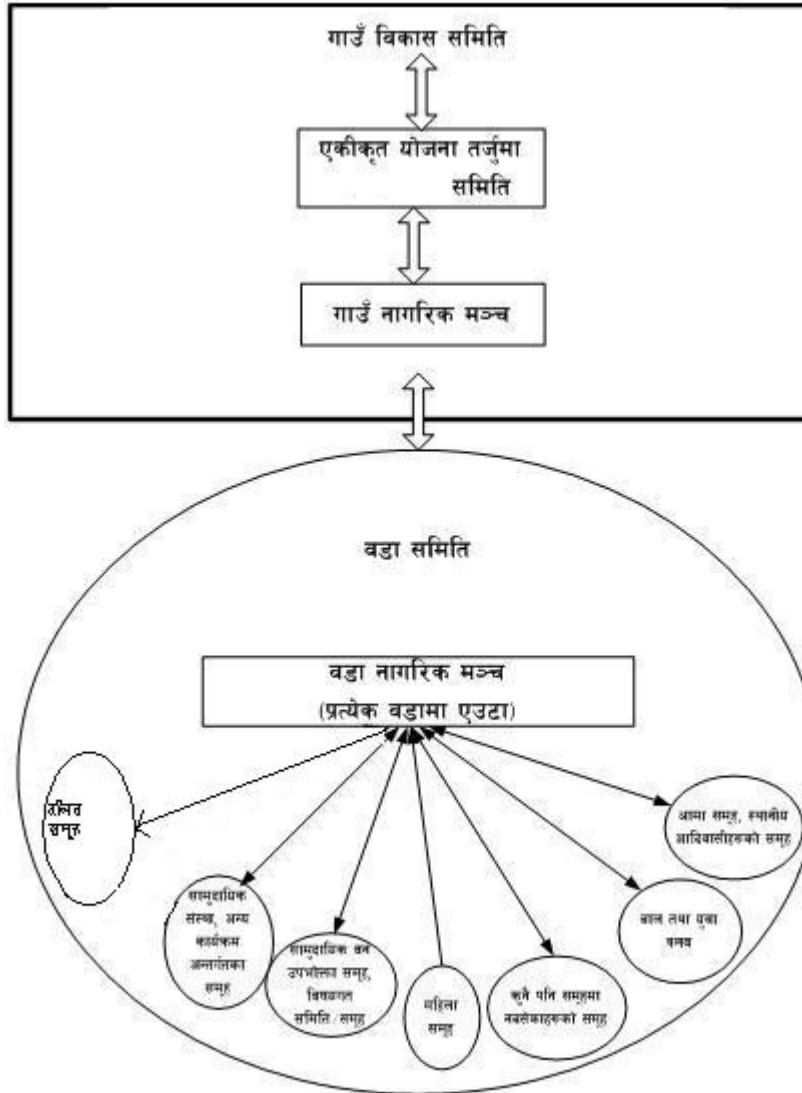 गाउँ विकास समिति
एकीकृत योजना तर्जुमा
समिति
गाउँ नागरिक मञ्च
वडा समिति
वडा नागरिक मञ्च
(प्रत्येक वडामा एउटा)
दलित
समूह
सामुदायिक
संस्था, अन्य
कार्यक्रम
अन्तर्गतका
समूह
सामुदायिक वन
उपभोक्ता समूह,
विषयगत
समिति/समूह
महिला
समूह
कुनै पनि समूहमा
नबसेकाहरुको समूह
बाल तथा युवा
क्लब
आमा समूह, स्थानीय
आदिवासीहरुको समूह